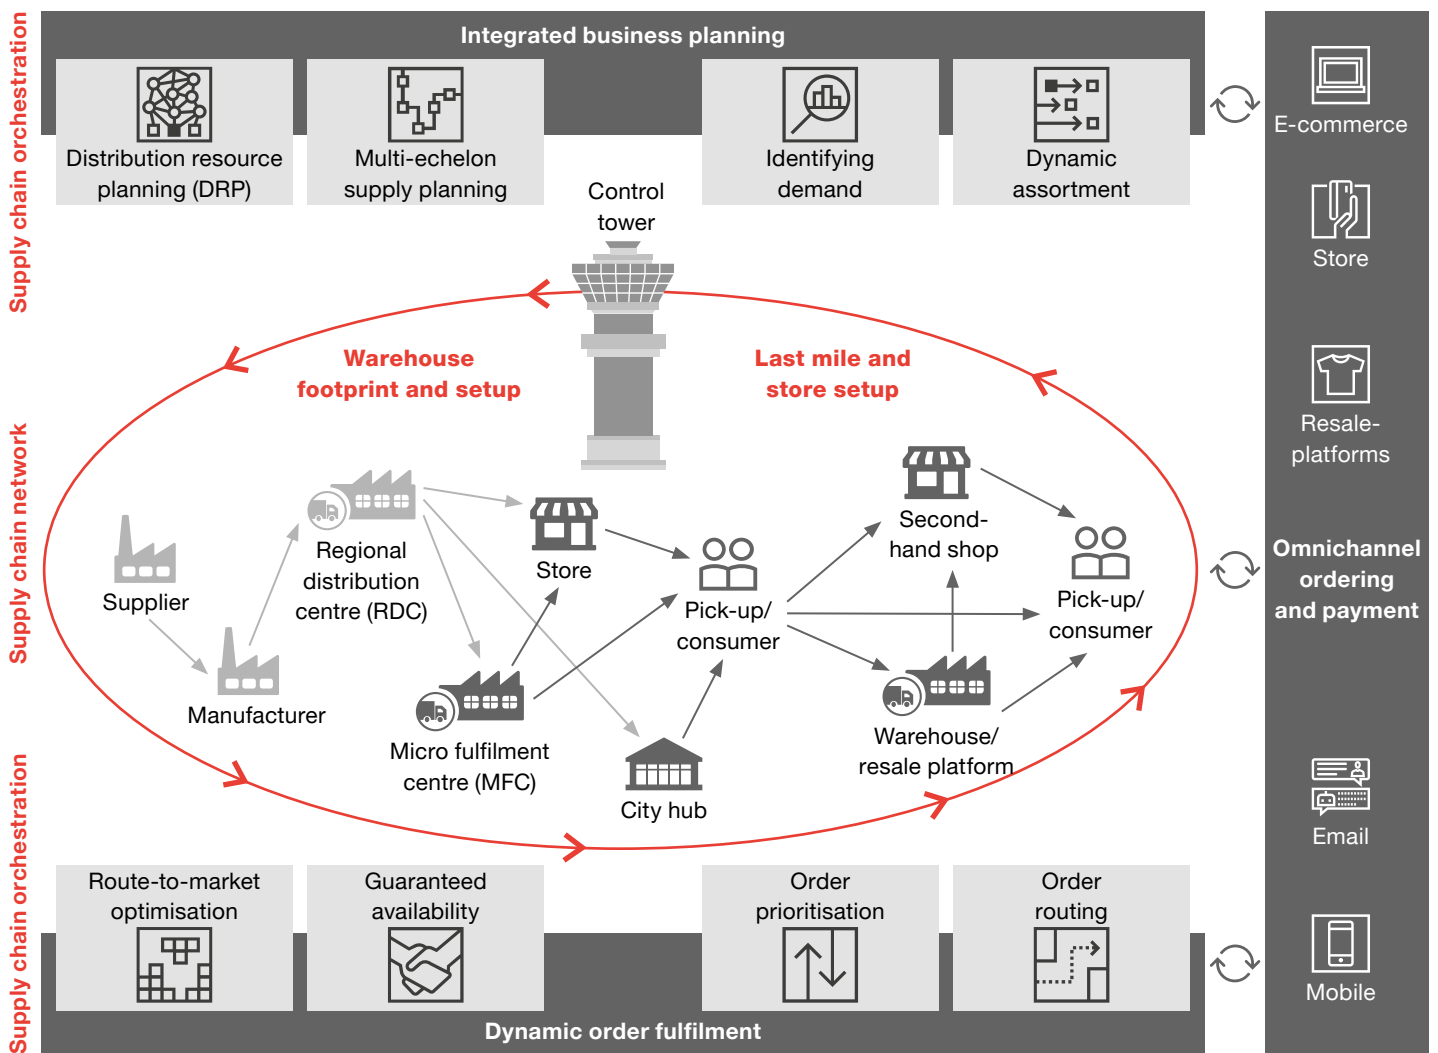 Supply chain orchestration
Integrated business planning
Distribution resource
planning (DRP)
Multi-echelon
supply planning
Identifying
demand
Dynamic
assortment
Control
tower
Supply chain network
Warehouse
footprint and setup
Last mile and
store setup
Supplier
Manufacturer
Regional
distribution
centre (RDC)
Store
Micro fulfilment
centre (MFC)
City hub
Pick-up/
consumer
Second-
hand shop
Warehouse/
resale platform
Pick-up/
consumer
Supply chain orchestration
Route-to-market
optimisation
Guaranteed
availability
Order
prioritisation
Order
routing
Dynamic order fulfilment
E-commerce
Store
Resale-
platforms
Omnichannel
ordering
and payment
Email
Mobile